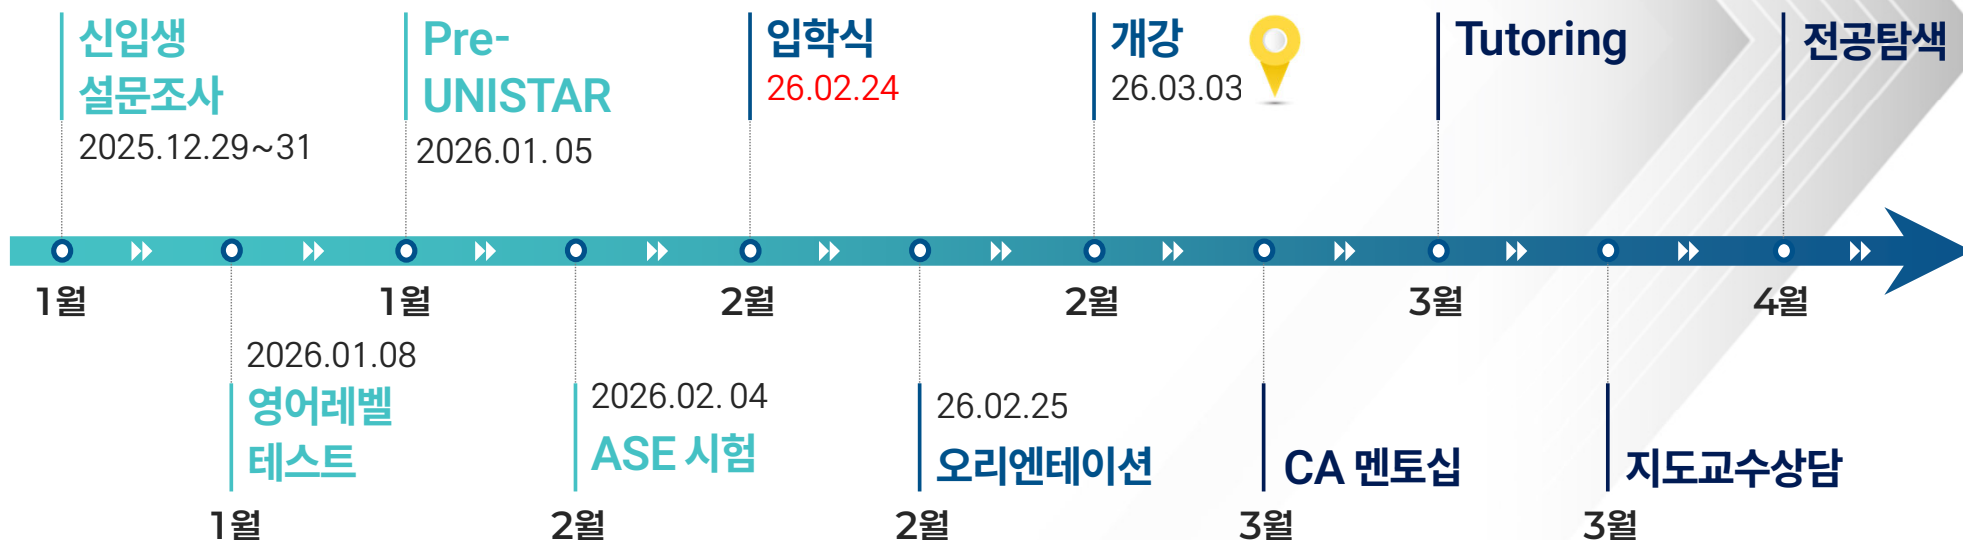 신입생
설문조사
2025.12.29~31
Pre-
UNISTAR
2026.01.05
입학식
26.02.24
개강
26.03.03
Tutoring
전공탐색
1월
1월
2월
2월
3월
4월
2026.01.08
영어레벨
테스트
1월
2026.02.04
ASE 시험
2월
26.02.25
오리엔테이션
2월
CA 멘토십
3월
지도교수상담
3월